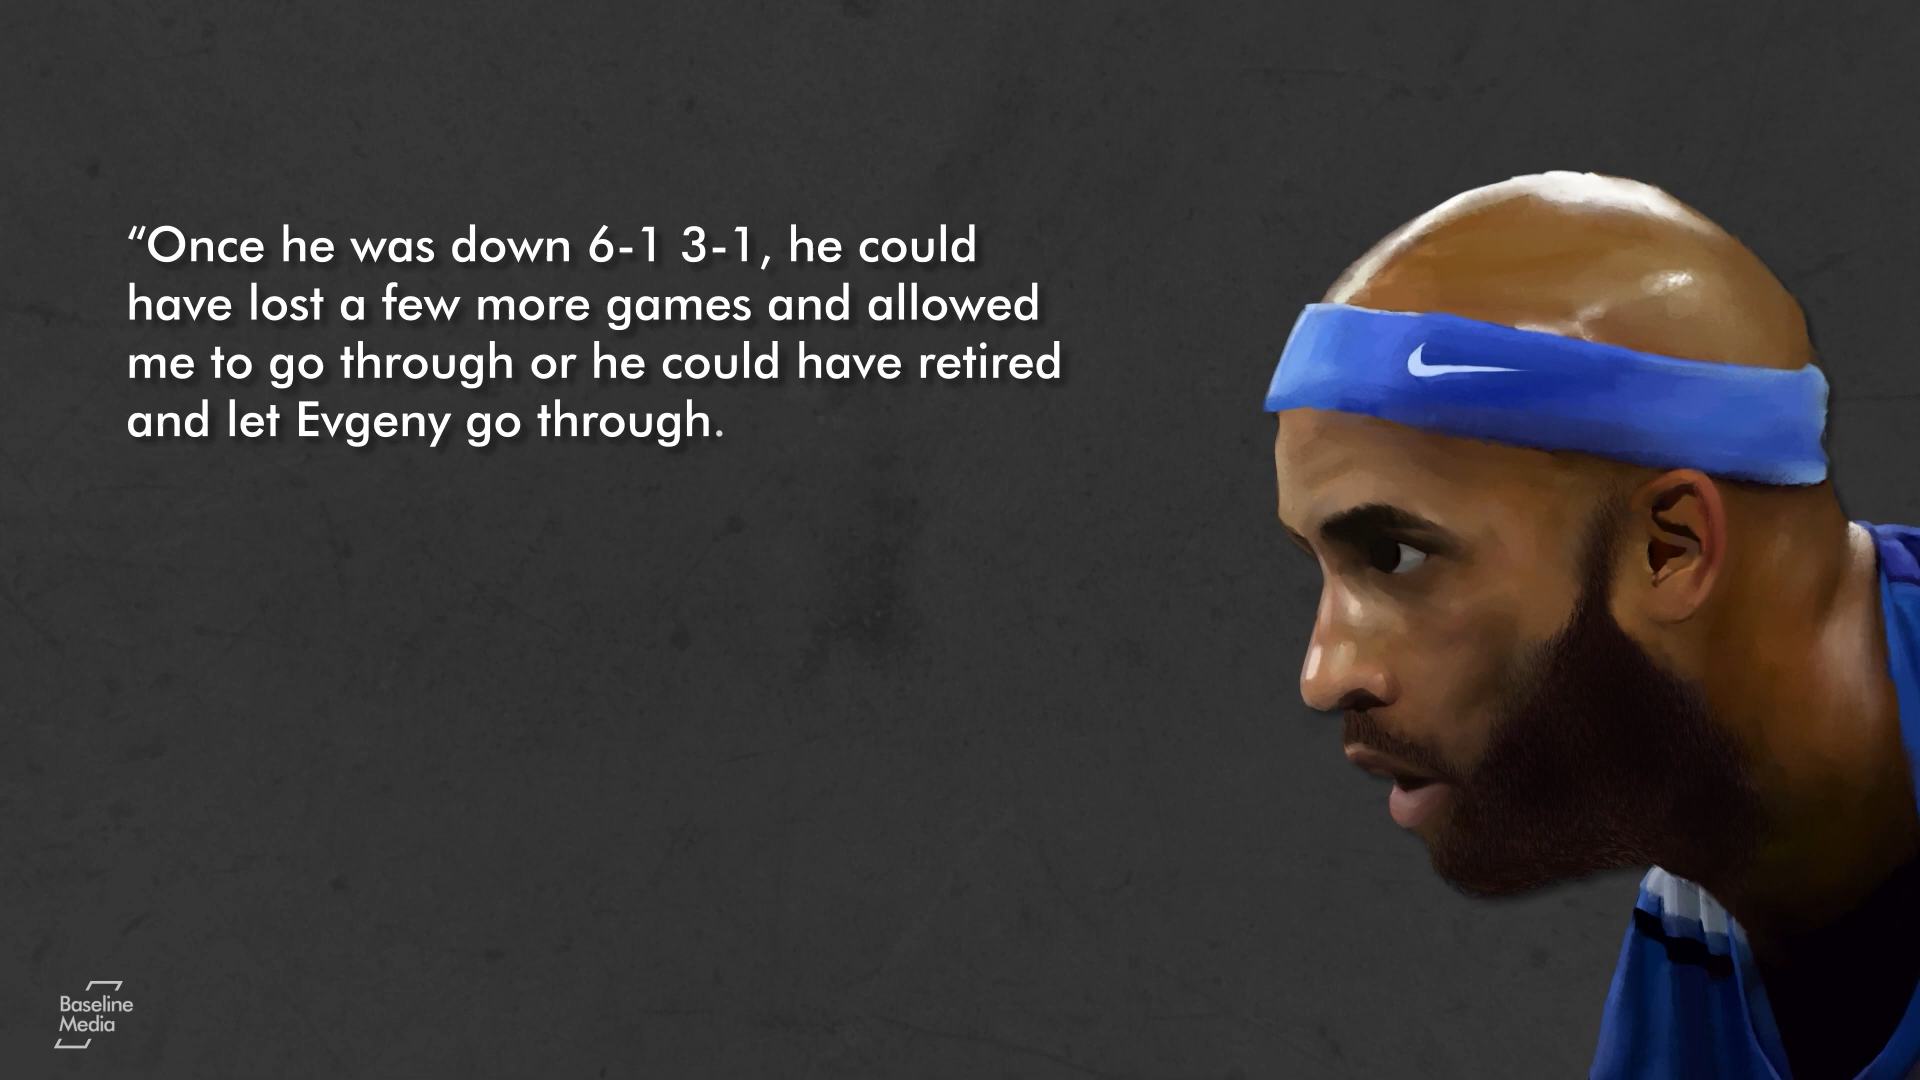 “Once he was down 6-1 3-1, he could
have lost a few more games and allowed
me to go through or he could have retired
and let Evgeny go through.
Baseline
Media